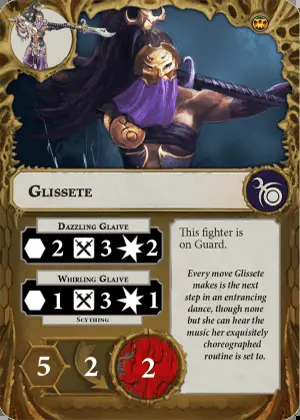 Glissete
Dazzling Glaive
2 3 2
Whirling Glaive
1 3 1
Scything
This fighter is
on Guard.
Every move Glissete
makes is the next
step in an entrancing
dance, though none
but she can hear the
music her exquisitely
choreographed
routine is set to.
5 2 2